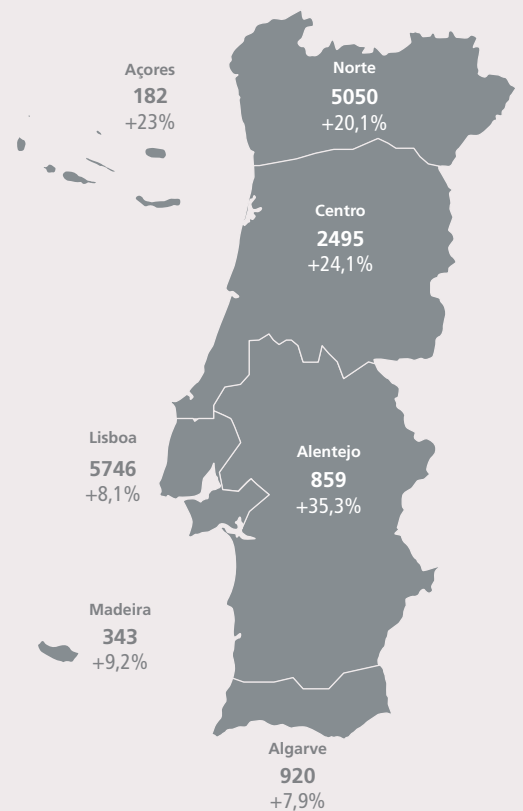 Açores
182
+23%
Norte
5050
+20,1%
Centro
2495
+24,1%
Lisboa
5746
+8,1%
Alentejo
859
+35,3%
Madeira
343
+9,2%
Algarve
920
+7,9%